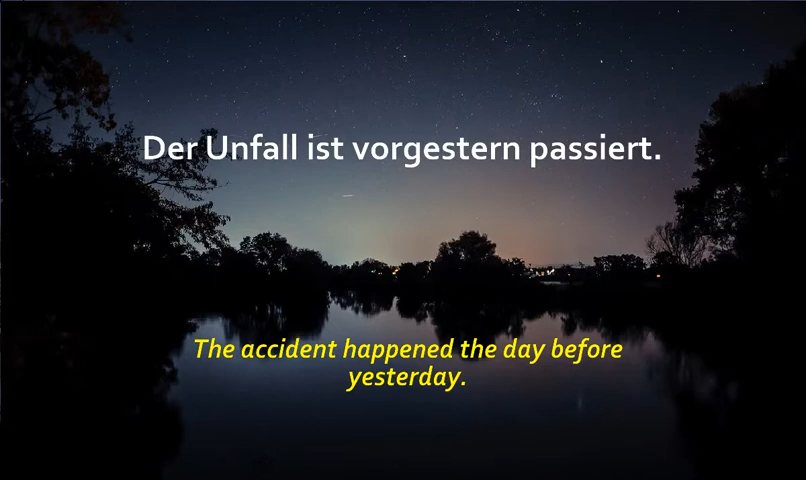 Der Unfall ist vorgestern passiert.
The accident happened the day before
yesterday.